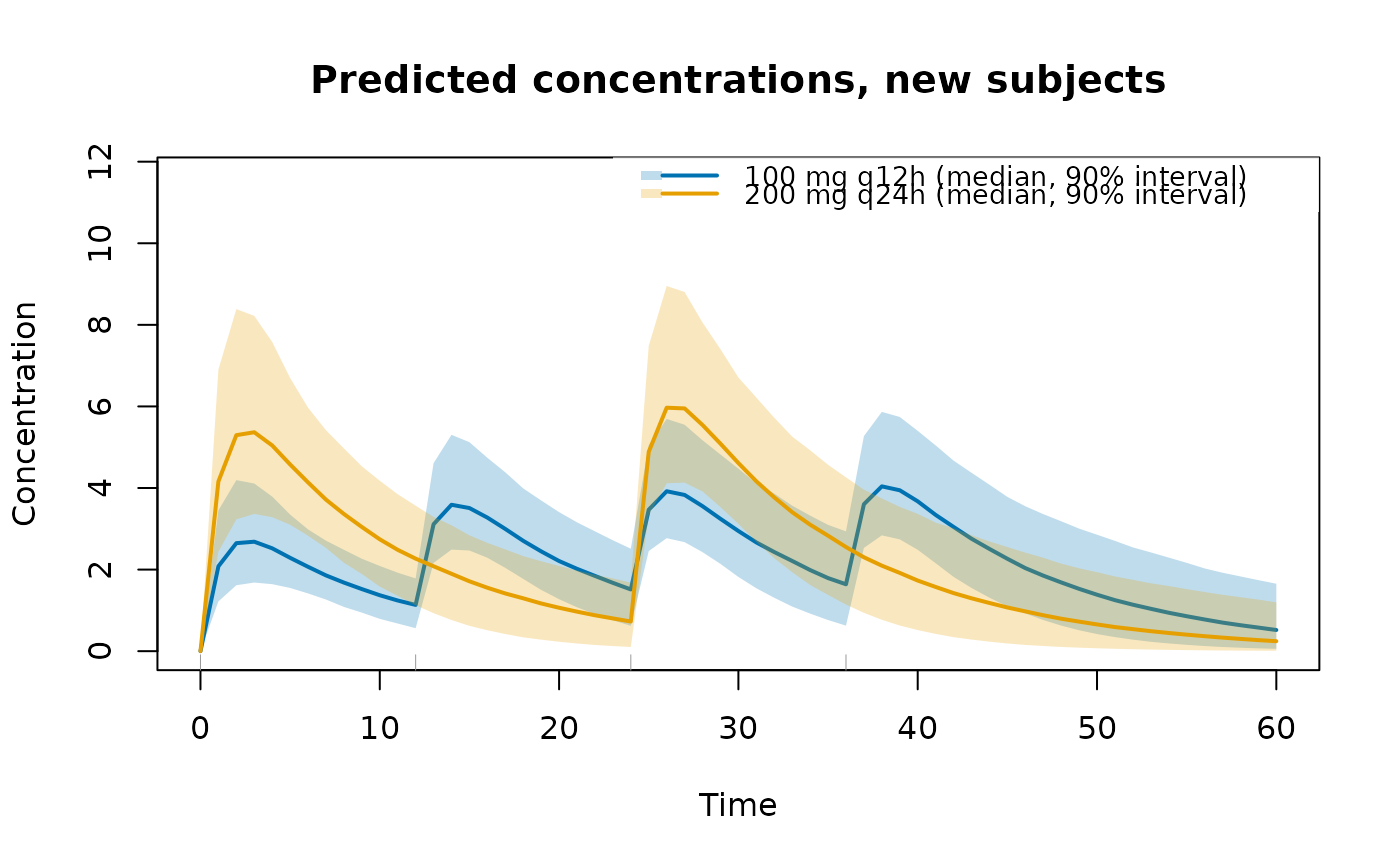 Predicted concentrations, new subjects
100 mg q12h (median, 90% interval)
200 mg q24h (median, 90% interval)
Concentration
12
10
8
6
4
2
0
0 10 20 30 40 50 60
Time